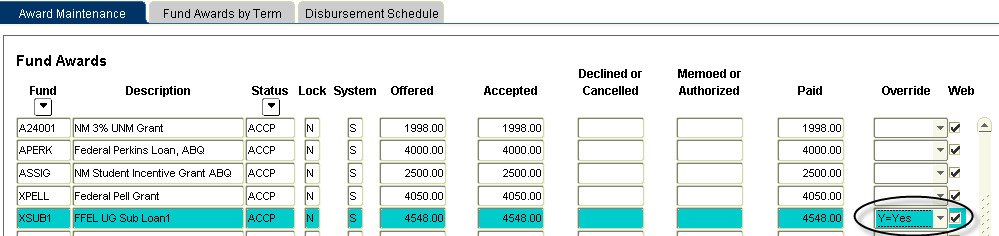 Award Maintenance Fund Awards by Term Disbursement Schedule
Fund Awards
Declined or Memoed or
Fund Description Status Lock System Offered Accepted Cancelled Authorized Paid Override Web
A24001 NM 3% UNM Grant ACCP N S 1998.00 1998.00 1998.00
APERK Federal Perkins Loan, ABQ ACCP N S 4000.00 4000.00 4000.00
ASSIG NM Student Incentive Grant ABQ ACCP N S 2500.00 2500.00 2500.00
XPELL Federal Pell Grant ACCP N S 4050.00 4050.00 4050.00
XSUB1 FFEL UG Sub Loan1 ACCP N S 4548.00 4548.00 4548.00 Y=Yes